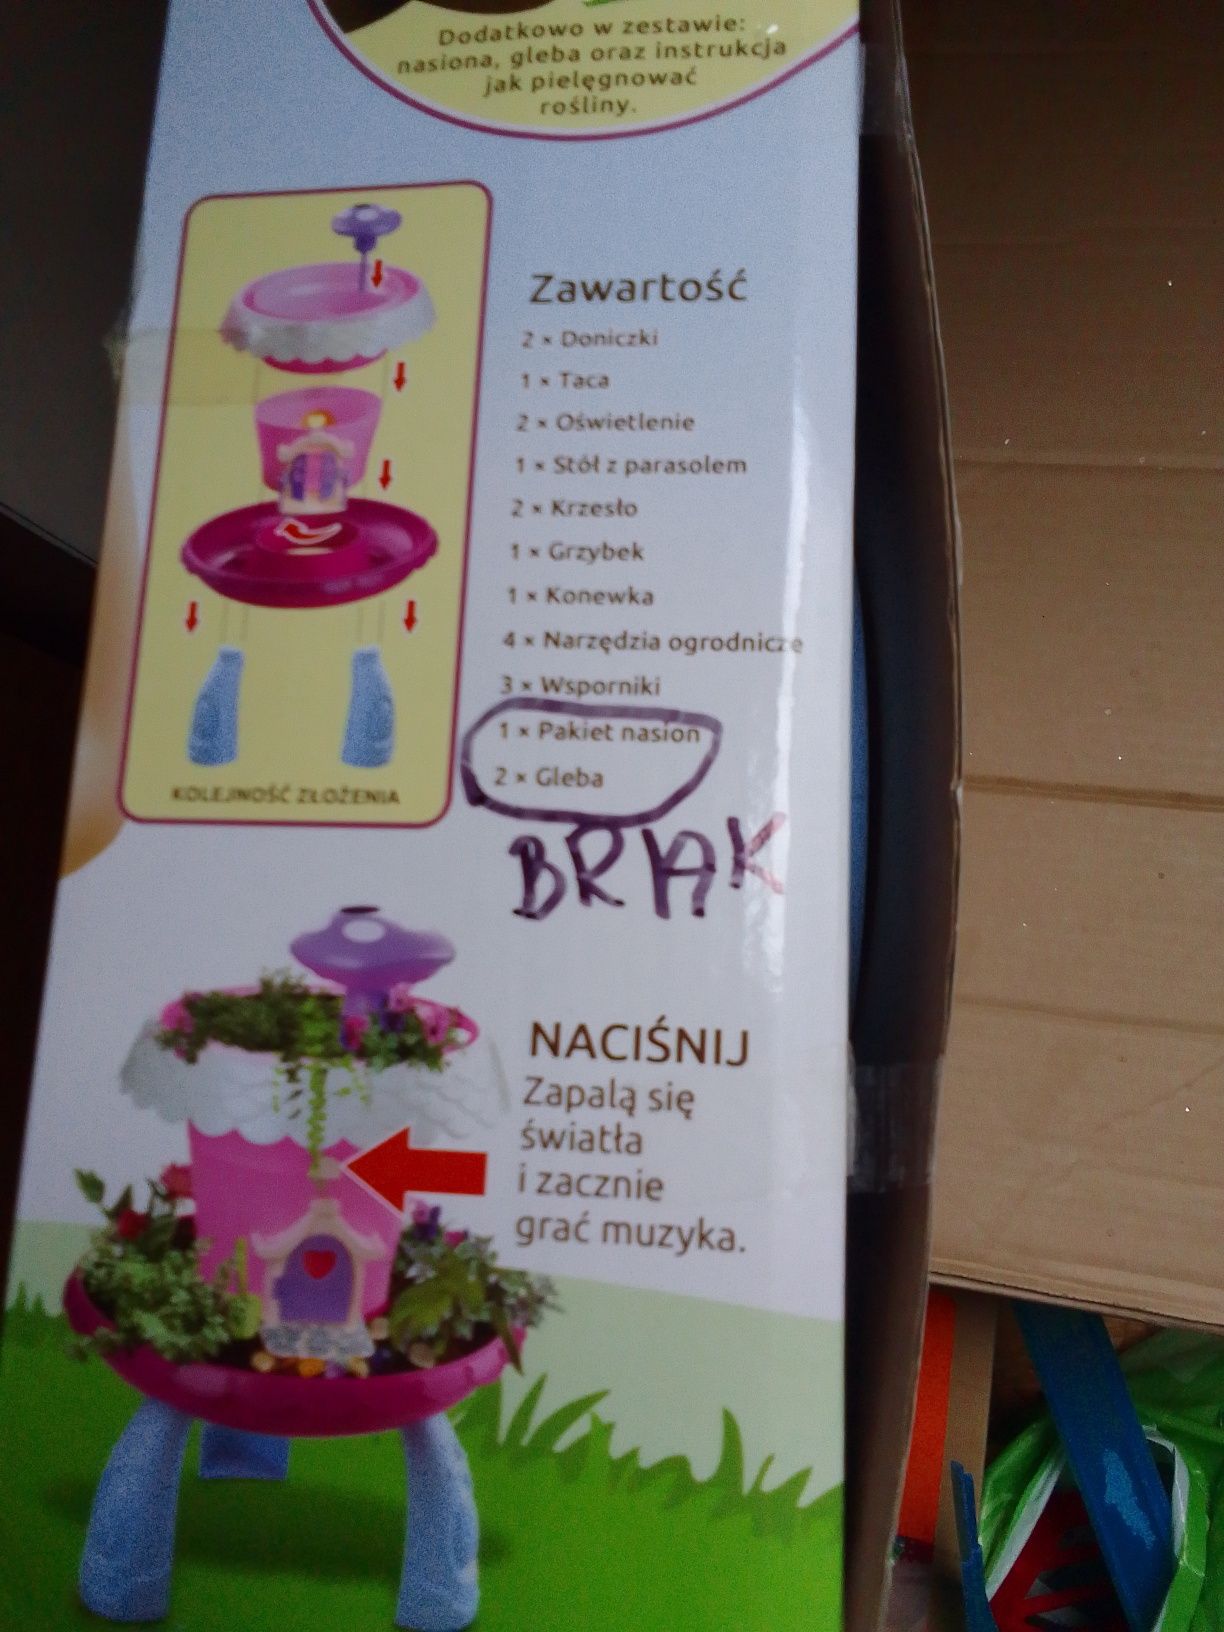 Dodatkowo w zestawie:
nasiona, gleba oraz instrukcja
jak pielęgnować
rośliny.
KOLEJNOŚĆ ZŁOŻENIA
Zawartość
2 × Doniczki
1 × Taca
2 × Oświetlenie
1 × Stół z parasolem
2 × Krzesło
1 × Grzybek
1 × Konewka
4 × Narzędzia ogrodnicze
3 × Wsporniki
1 × Pakiet nasion
2 × Gleba
BRAK
NACIŚNIJ
Zapalą się
światła
i zacznie
grać muzyka.